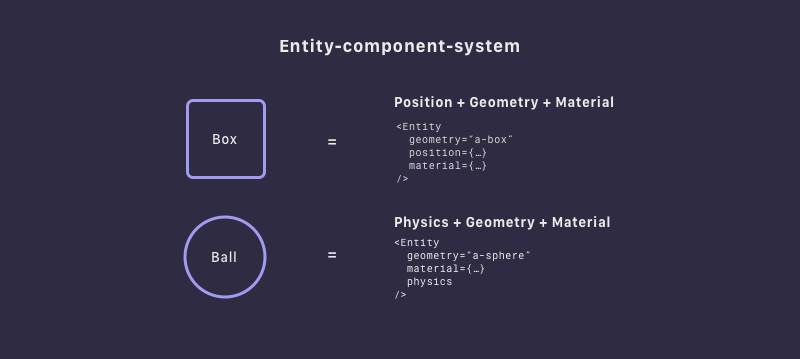 Entity-component-system
Box
=
Position + Geometry + Material
<Entity
geometry="a-box"
position={…}
material={…}
/>
Ball
=
Physics + Geometry + Material
<Entity
geometry="a-sphere"
material={…}
physics
/>